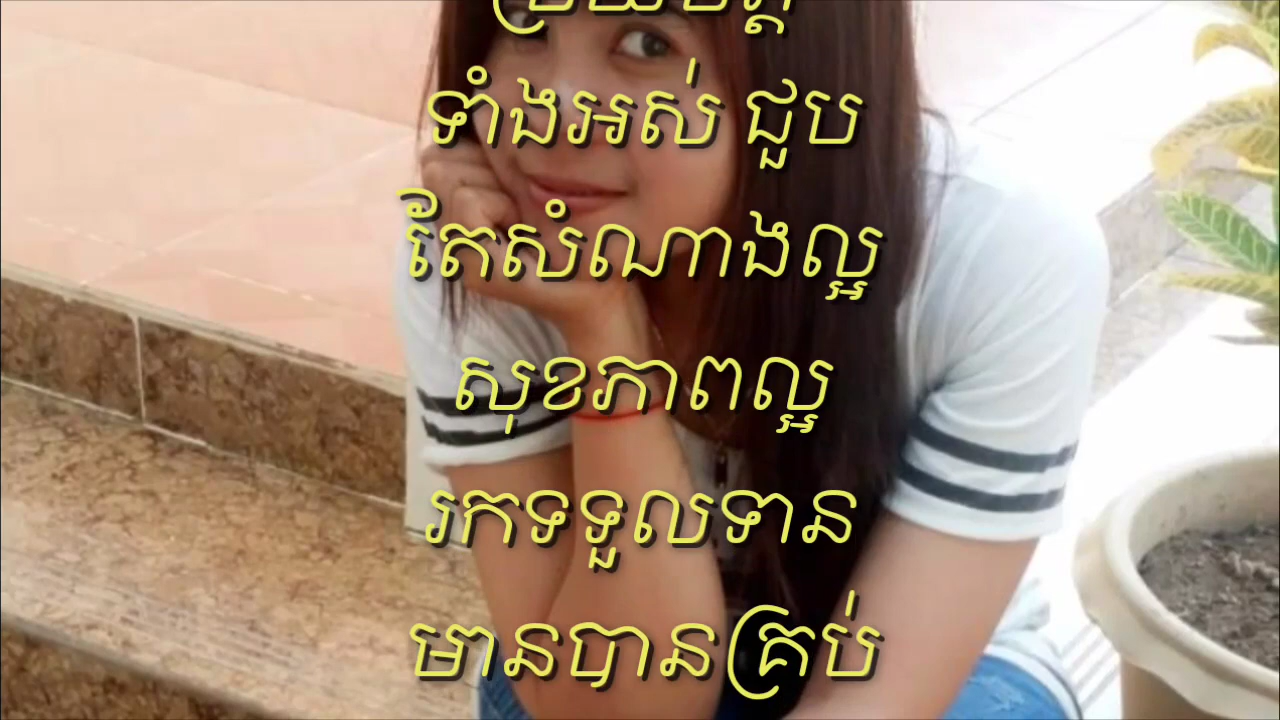 ទាំងអស់ ជួប
តែសំណាងល្អ
សុខភាពល្អ
រកទទួលទាន
មានបានគ្រប់